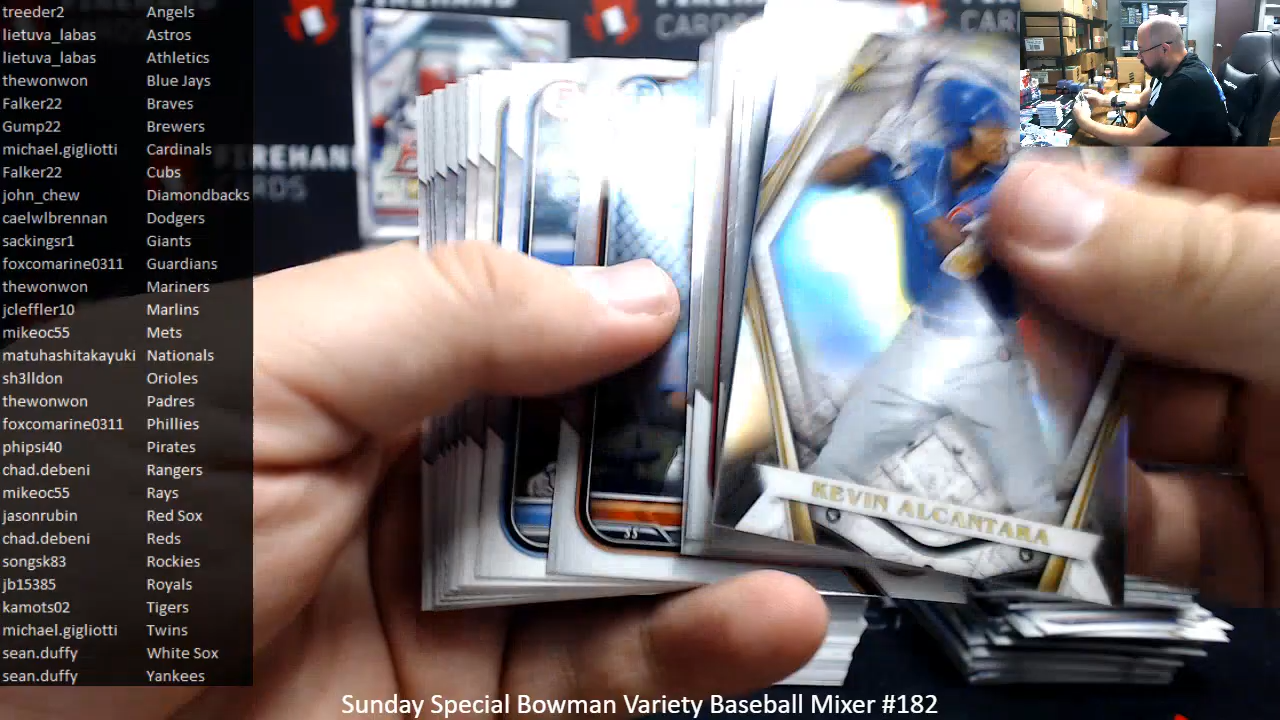 treeder2 Angels
lietuva_labas Astros
lietuva_labas Athletics
thewonwon Blue Jays
Falker22 Braves
Gump22 Brewers
michael.gigliotti Cardinals
Falker22 Cubs
john_chew Diamondbacks
caelwlbrennan Dodgers
sackingsr1 Giants
foxcomarine0311 Guardians
thewonwon Mariners
jcleffler10 Marlins
mikeoc55 Mets
matuhashitakayuki Nationals
sh3lldon Orioles
thewonwon Padres
foxcomarine0311 Phillies
phipsi40 Pirates
chad.debeni Rangers
mikeoc55 Rays
jasonrubin Red Sox
chad.debeni Reds
songsk83 Rockies
jb15385 Royals
kamots02 Tigers
michael.gigliotti Twins
sean.duffy White Sox
sean.duffy Yankees
FIREHAND
CARDS
KEVIN ALCANTARA
SS
Sunday Special Bowman Variety Baseball Mixer #182